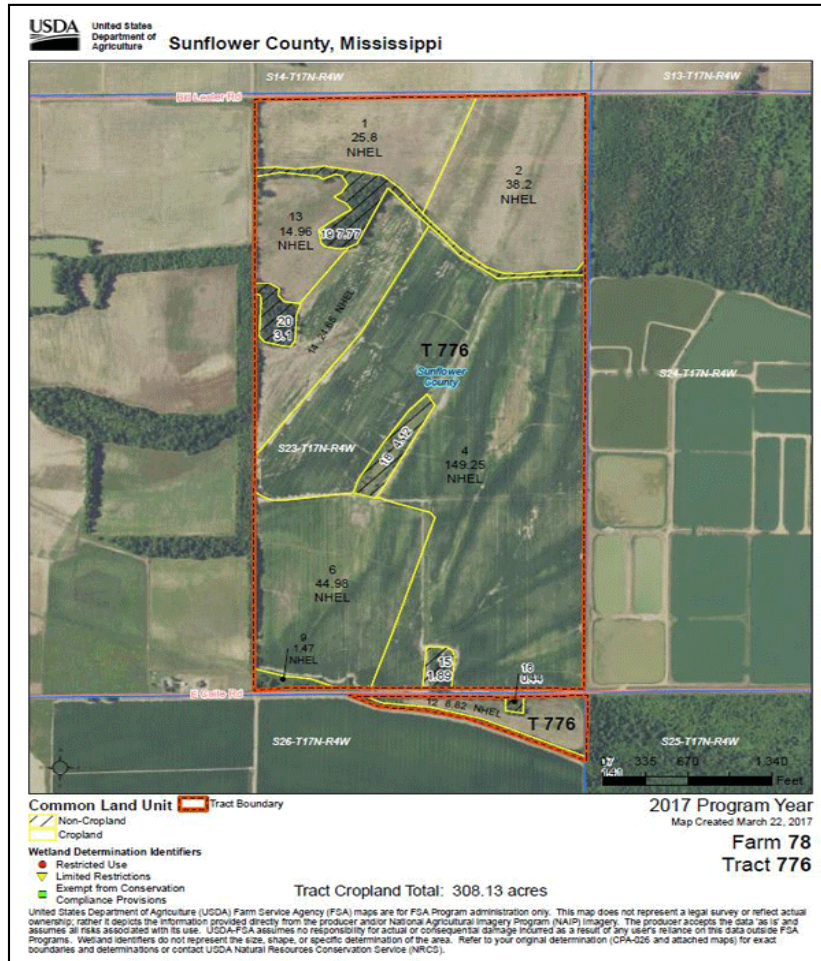 USDA
United States
Department of
Agriculture
Sunflower County, Mississippi
S14-T17N-R4W
S13-T17N-R4W
1
25.8
NHEL
2
38.2
NHEL
13
14.96
NHEL
19 7.77
20
3.1
14 24.65 NHEL
T 776
Sunflower
County
S24-T17N-R4W
S23-T17N-R4W
4.12
4
149.25
NHEL
6
44.98
NHEL
9
1.47
NHEL
15
1.89
0.44
12 8.82 NHEL
T 776
S26-T17N-R4W
S25-T17N-R4W
335 670 1,340
Feet
Common Land Unit
Tract Boundary
Non-Cropland
Cropland
Wetland Determination Identifiers
Restricted Use
Limited Restrictions
Exempt from Conservation
Compliance Provisions
2017 Program Year
Map Created March 22, 2017
Farm 78
Tract 776
Tract Cropland Total: 308.13 acres
United States Department of Agriculture (USDA) Farm Service Agency (FSA) maps are for FSA Program administration only. This map does not represent a legal survey or reflect actual
ownership; rather it depicts the information provided directly from the producer and/or National Agricultural Imagery Program (NAIP) imagery. The producer accepts the data 'as is' and
assumes all risks associated with its use. USDA-FSA assumes no responsibility for actual or consequential damage incurred as a result of any user's reliance on this data outside FSA
Programs. Wetland identifiers do not represent the size, shape, or specific determination of the area. Refer to your original determination (CPA-026 and attached maps) for exact
boundaries and determinations or contact USDA Natural Resources Conservation Service (NRCS).